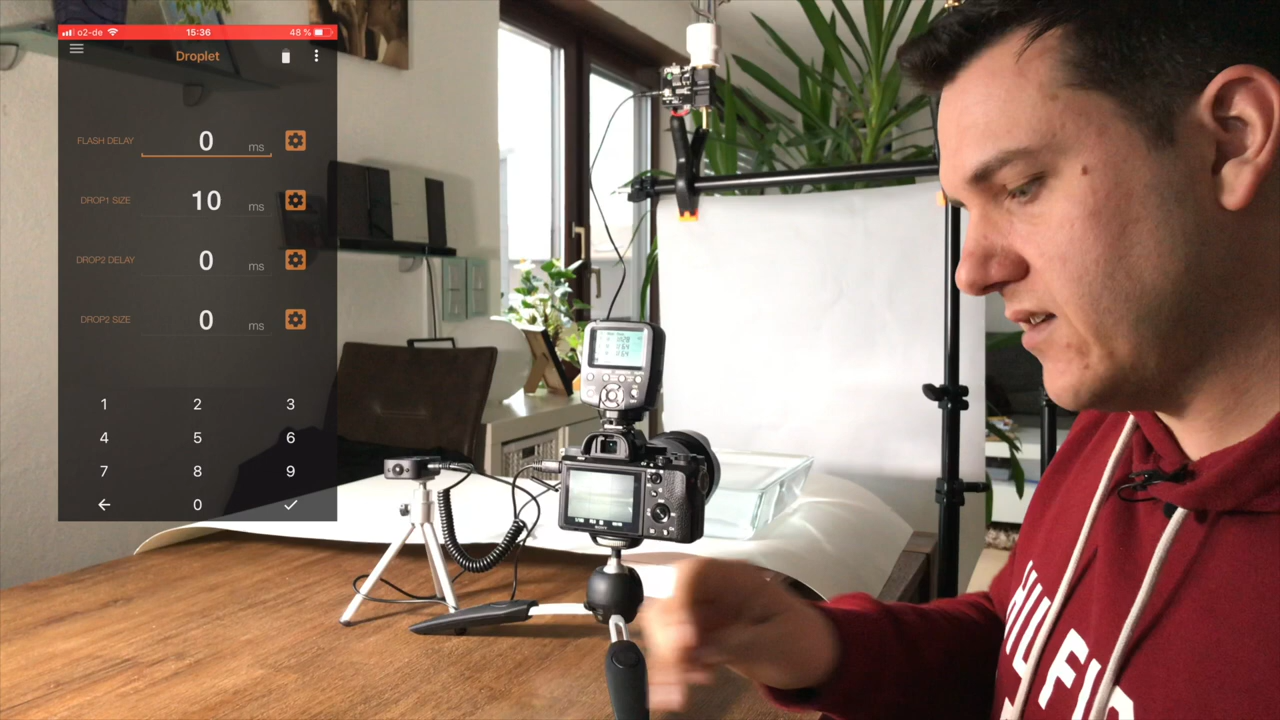 o2-de 15:36 48 %
Droplet
FLASH DELAY 0 ms
DROP1 SIZE 10 ms
DROP2 DELAY 0 ms
DROP2 SIZE 0 ms
1 2 3
4 5 6
7 8 9
0
SONY
HILFIG